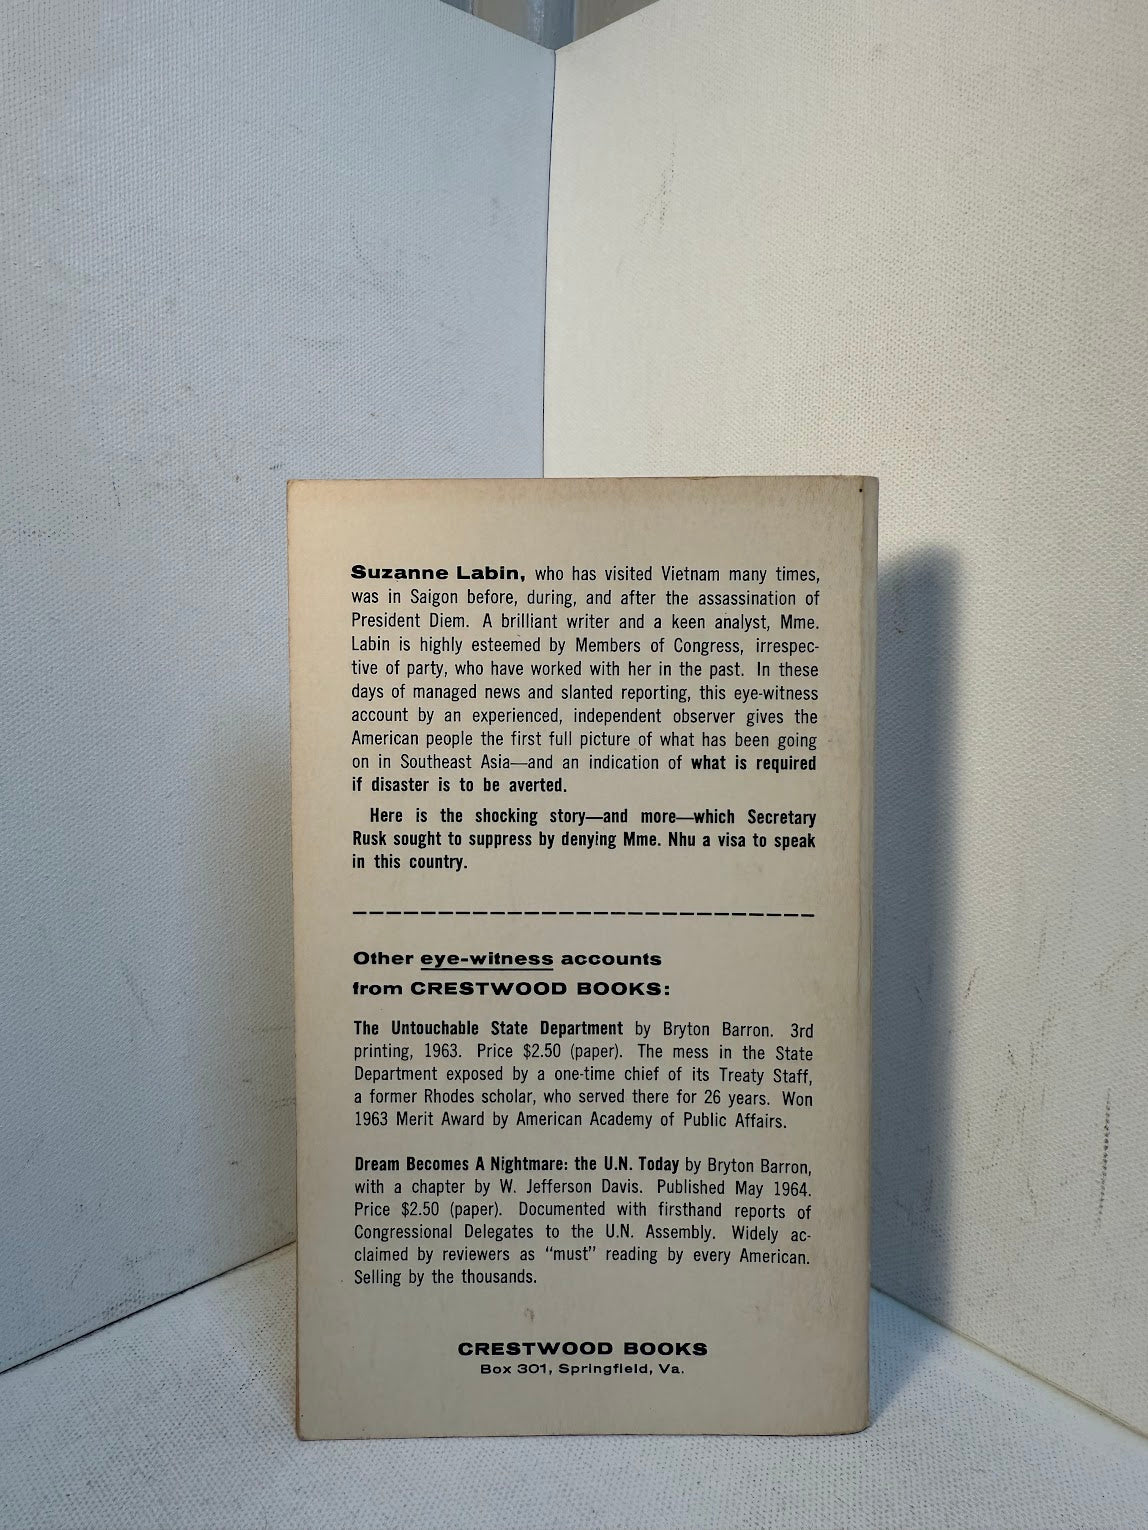 Suzanne Labin, who has visited Vietnam many times,
was in Saigon before, during, and after the assassination of
President Diem. A brilliant writer and a keen analyst, Mme.
Labin is highly esteemed by Members of Congress, irrespec-
tive of party, who have worked with her in the past. In these
days of managed news and slanted reporting, this eye-witness
account by an experienced, independent observer gives the
American people the first full picture of what has been going
on in Southeast Asia—and an indication of what is required
if disaster is to be averted.
Here is the shocking story—and more—which Secretary
Rusk sought to suppress by denying Mme. Nhu a visa to speak
in this country.
Other eye-witness accounts
from CRESTWOOD BOOKS:
The Untouchable State Department by Bryton Barron. 3rd
printing, 1963. Price $2.50 (paper). The mess in the State
Department exposed by a one-time chief of its Treaty Staff,
a former Rhodes scholar, who served there for 26 years. Won
1963 Merit Award by American Academy of Public Affairs.
Dream Becomes A Nightmare: the U.N. Today by Bryton Barron,
with a chapter by W. Jefferson Davis. Published May 1964.
Price $2.50 (paper). Documented with firsthand reports of
Congressional Delegates to the U.N. Assembly. Widely ac-
claimed by reviewers as "must" reading by every American.
Selling by the thousands.
CRESTWOOD BOOKS
Box 301, Springfield, Va.